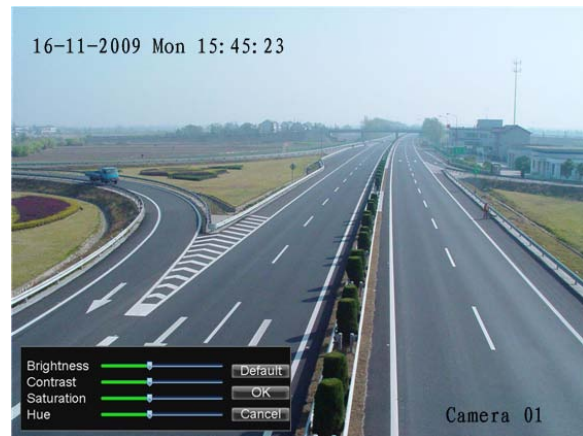 16-11-2009 Mon 15:45:23
Brightness
Default
Contrast
Saturation
OK
Hue
Cancel
Camera 01